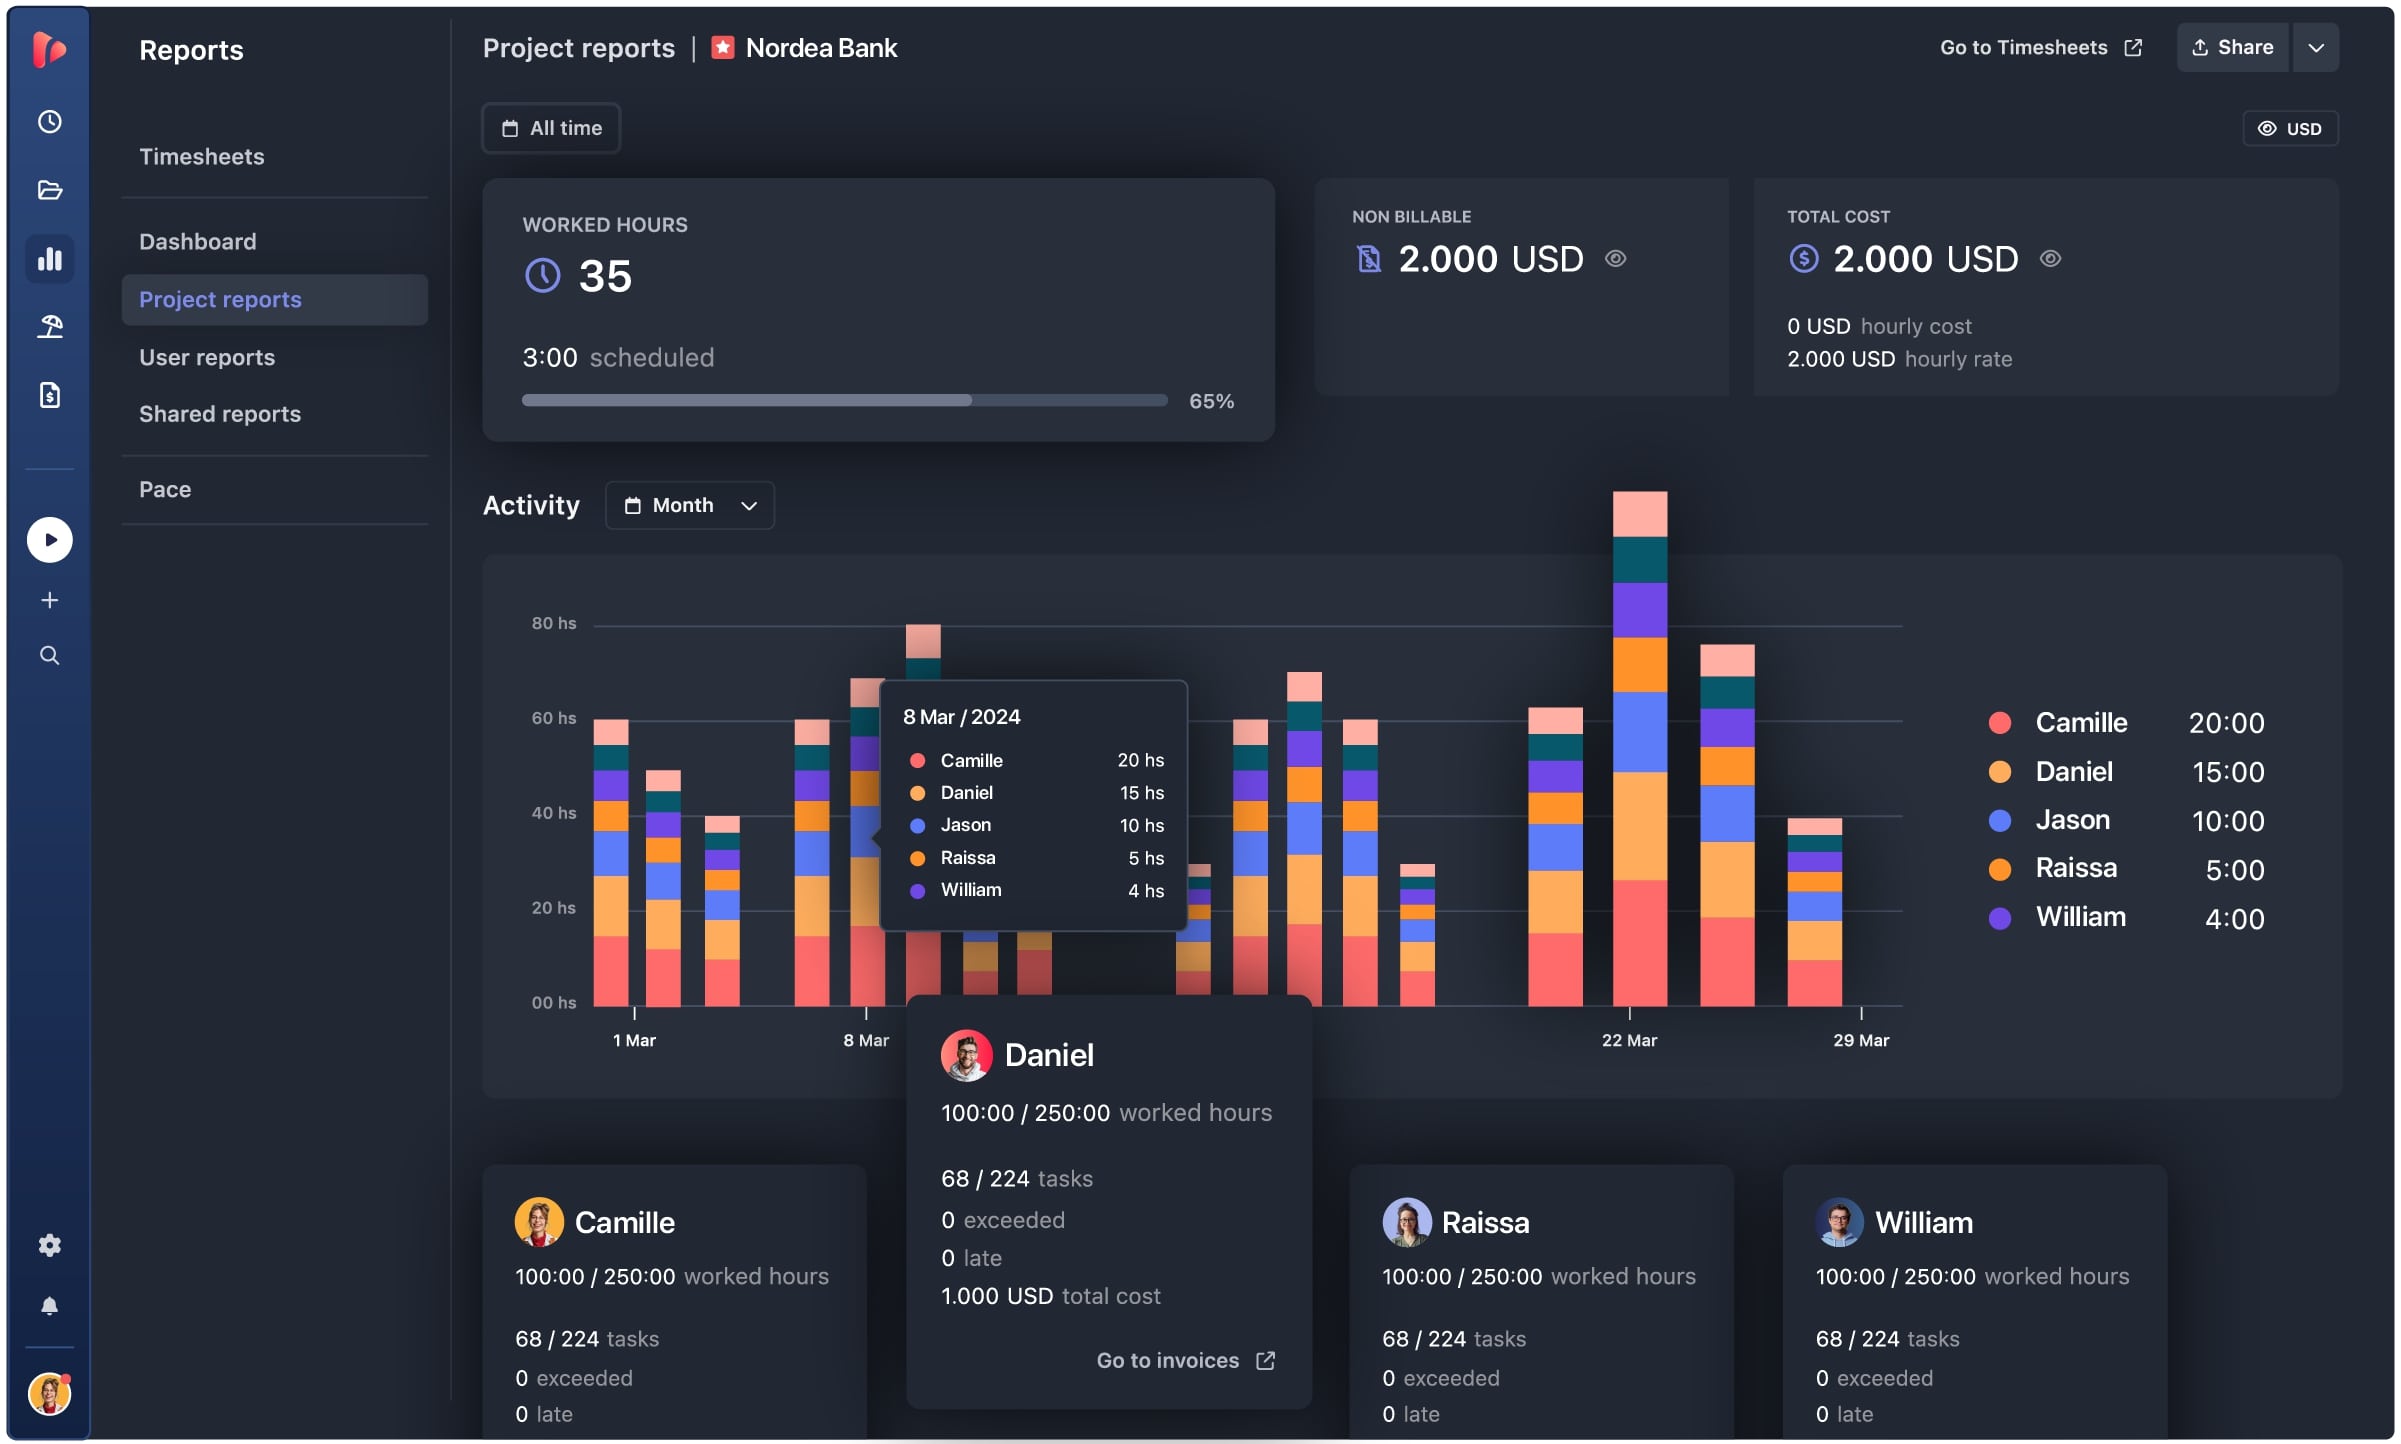 Reports
Timesheets
Dashboard
Project reports
User reports
Shared reports
Pace
Project reports | Nordea Bank
Go to Timesheets
Share
All time
USD
WORKED HOURS
35
3:00 scheduled
65%
NON BILLABLE
2.000 USD
TOTAL COST
2.000 USD
0 USD hourly cost
2.000 USD hourly rate
Activity
Month
80 hs
60 hs
40 hs
20 hs
00 hs
1 Mar
8 Mar
22 Mar
29 Mar
8 Mar / 2024
Camille 20 hs
Daniel 15 hs
Jason 10 hs
Raissa 5 hs
William 4 hs
Camille 20:00
Daniel 15:00
Jason 10:00
Raissa 5:00
William 4:00
Camille
100:00 / 250:00 worked hours
68 / 224 tasks
0 exceeded
0 late
Daniel
100:00 / 250:00 worked hours
68 / 224 tasks
0 exceeded
0 late
1.000 USD total cost
Go to invoices
Raissa
100:00 / 250:00 worked hours
68 / 224 tasks
0 exceeded
0 late
William
100:00 / 250:00 worked hours
68 / 224 tasks
0 exceeded
0 late